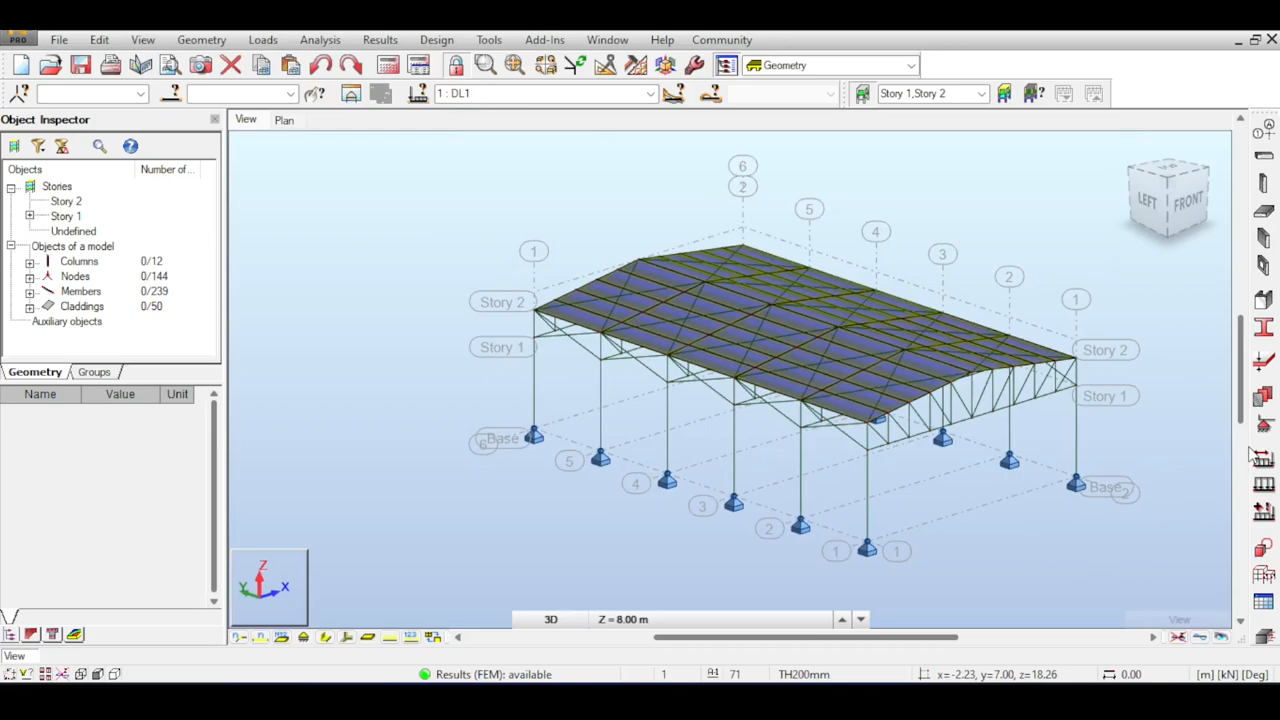 PRO File Edit View Geometry Loads Analysis Results Design Tools Add-Ins Window Help Community
Geometry
1 : DL1
Story 1,Story 2
Object Inspector
View Plan
Objects Number of...
Stories
Story 2
Story 1
Undefined
Objects of a model
Columns 0/12
Nodes 0/144
Members 0/239
Claddings 0/50
Auxiliary objects
Geometry Groups
Name Value Unit
6
2
5
4
3
2
1
1
Story 2
Story 1
Story 2
Story 1
LEFT FRONT
Base
6
5
4
3
2
1
1
Base
2
Z
Y
X
3D Z = 8.00 m
View
View
Results (FEM): available 1 71 TH200mm x=-2.23, y=7.00, z=18.26 0.00 [m] [kN] [Deg]